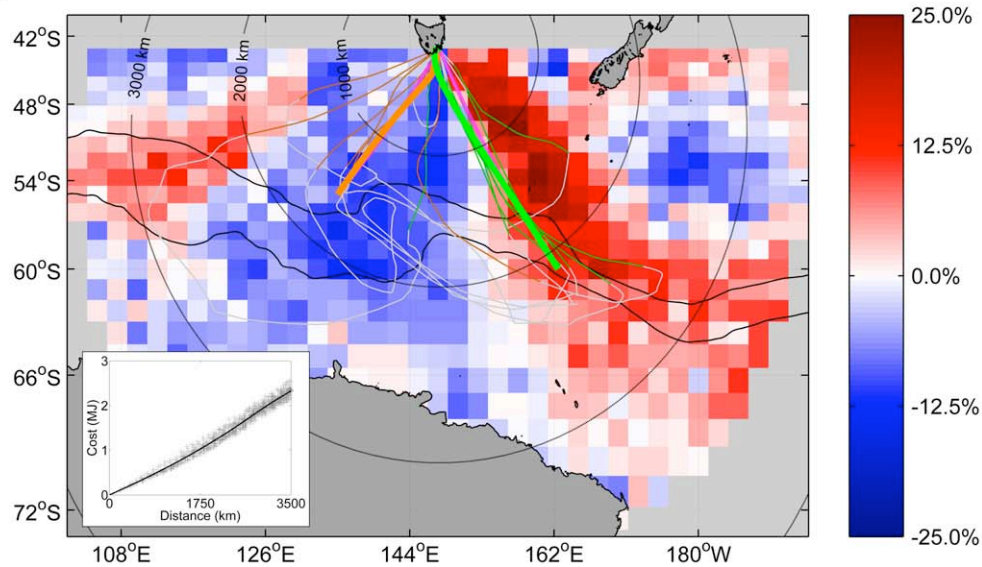 42°S
48°S
54°S
60°S
66°S
72°S
3000 km
2000 km
1000 km
25.0%
12.5%
0.0%
-12.5%
-25.0%
3
2
1
0
Cost (MJ)
0
1750
3500
Distance (km)
108°E
126°E
144°E
162°E
180°W